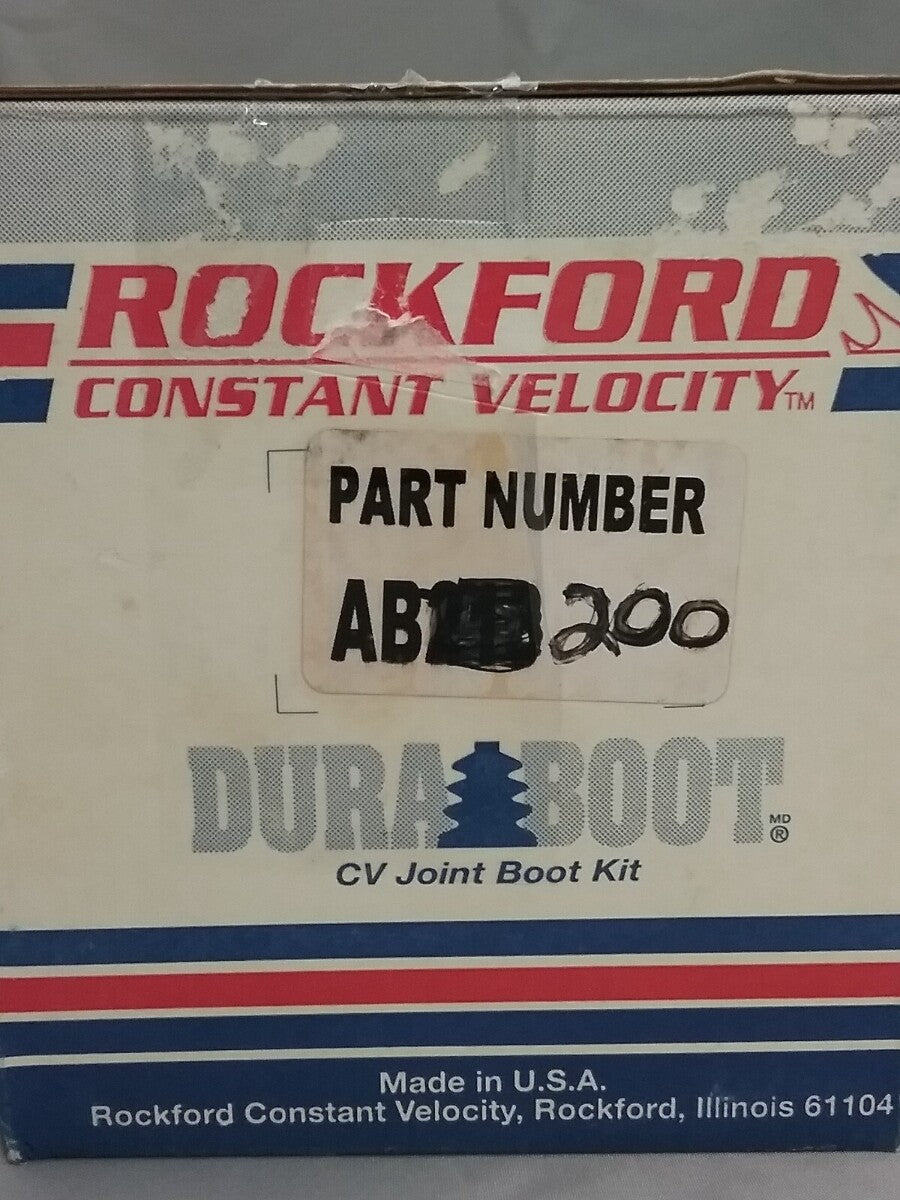 ROCKFORD
CONSTANT VELOCITY™
PART NUMBER
AB 200
DURA BOOT MD ®
CV Joint Boot Kit
Made in U.S.A.
Rockford Constant Velocity, Rockford, Illinois 61104